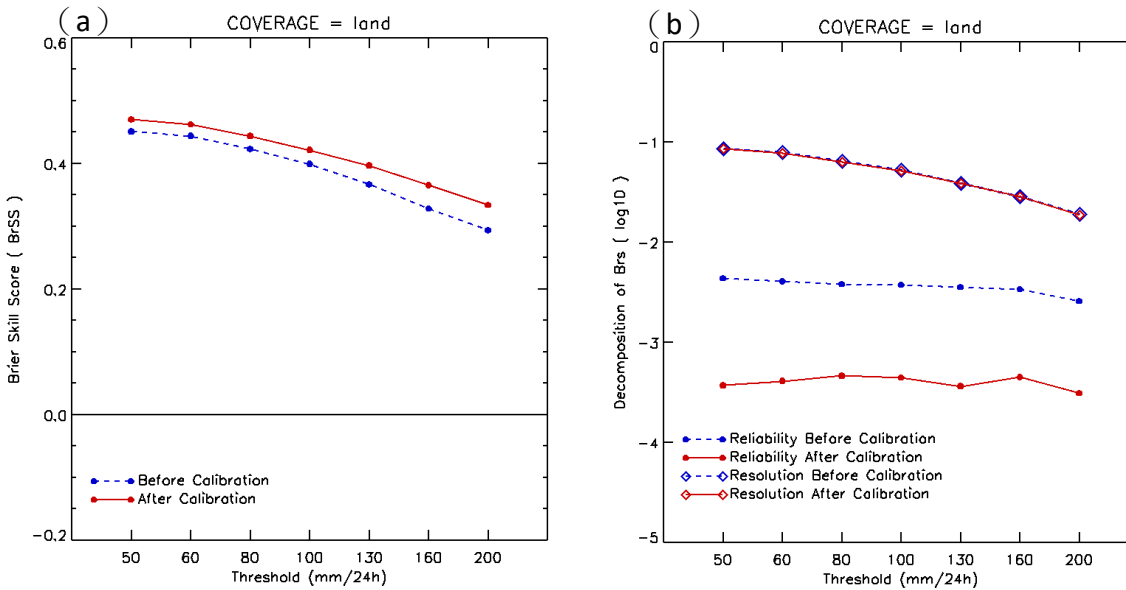 (a)
COVERAGE = land
0.6
0.4
0.2
0.0
-0.2
Brier Skill Score ( BrSS )
Before Calibration
After Calibration
50 60 80 100 130 160 200
Threshold (mm/24h)
(b)
COVERAGE = land
0
-1
-2
-3
-4
-5
Decomposition of Brs ( log10 )
Reliability Before Calibration
Reliability After Calibration
Resolution Before Calibration
Resolution After Calibration
50 60 80 100 130 160 200
Threshold (mm/24h)